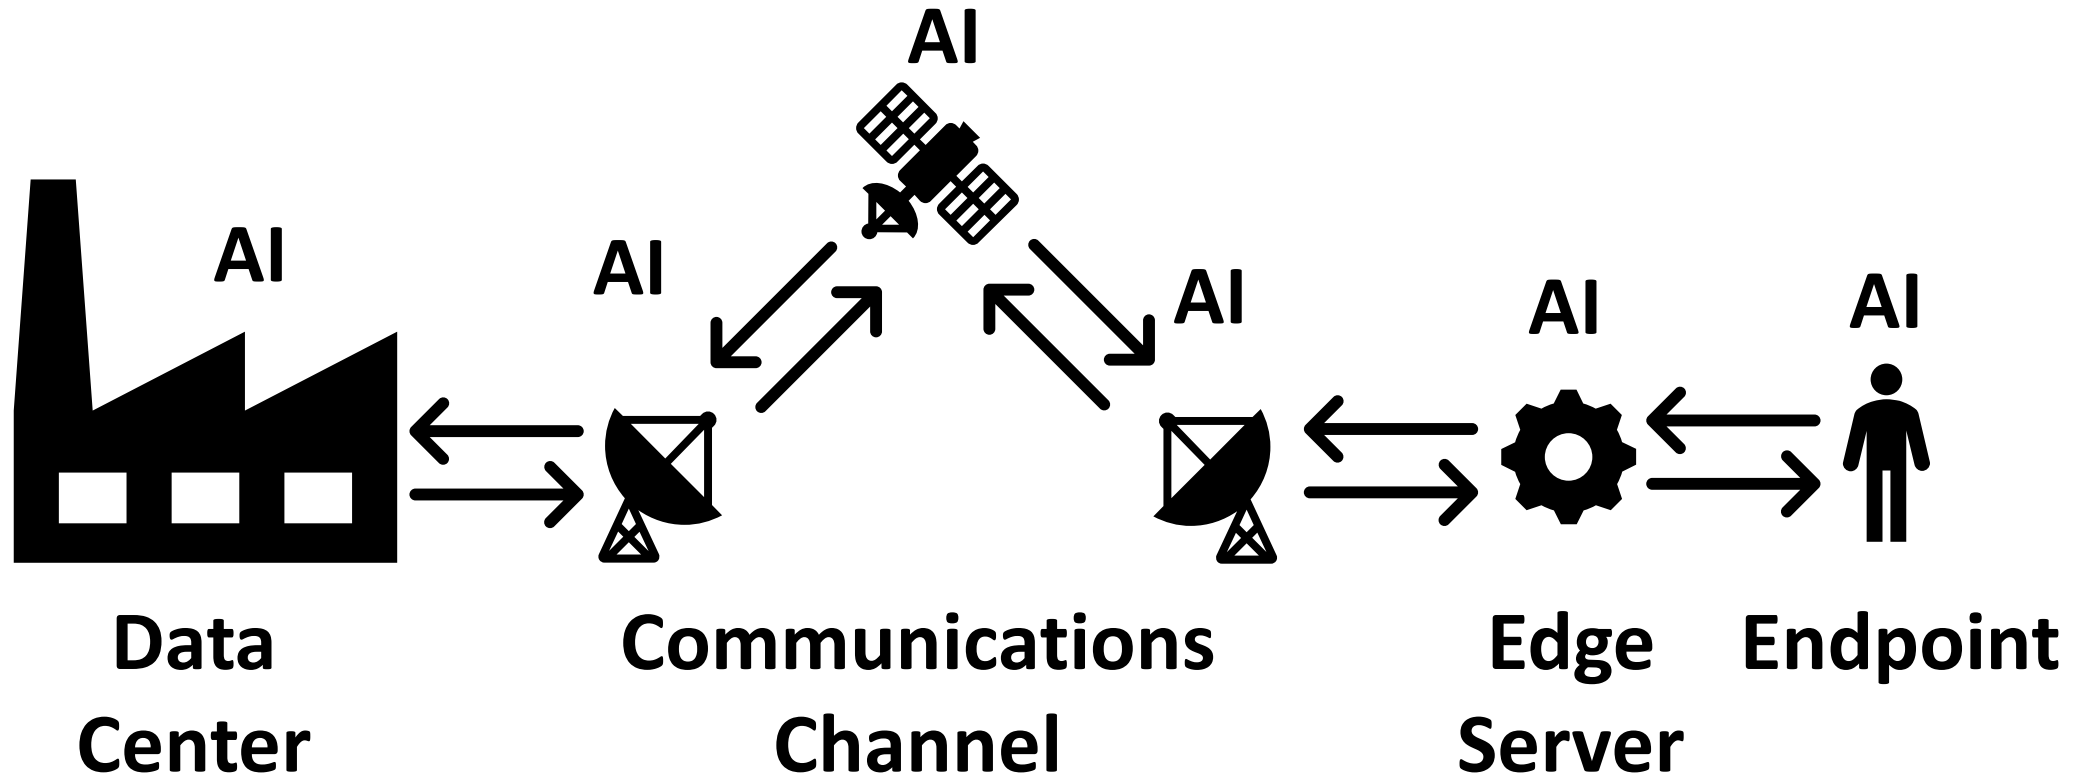 AI
AI
AI
AI
AI
AI
Data
Center
Communications
Channel
Edge
Server
Endpoint